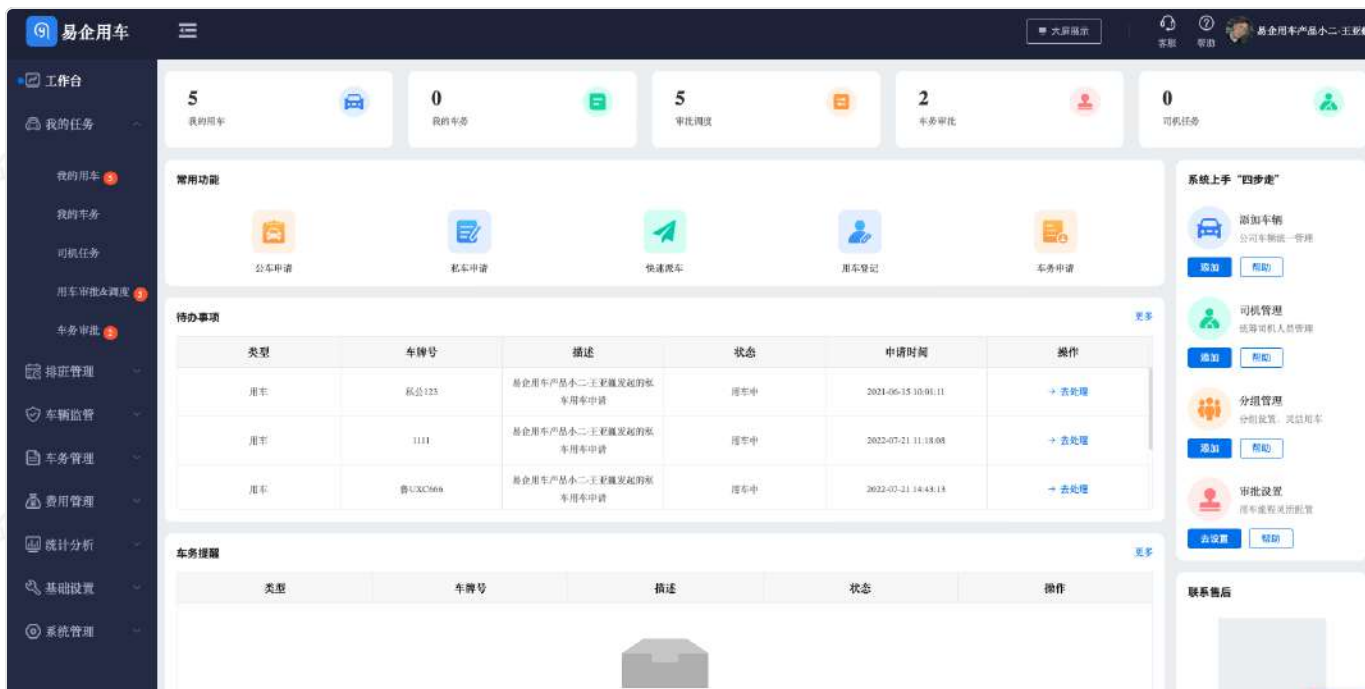 易企用车
大屏展示
客服
帮助
易企用车产品小二-王亚
工作台
我的任务
我的用车 5
我的车务
司机任务
用车审批&调度 5
车务审批 2
排班管理
车辆监管
车务管理
费用管理
统计分析
基础设置
系统管理
5
我的用车
0
我的车务
5
审批调度
2
车务审批
0
司机任务
常用功能
公车申请
私车申请
快速派车
用车登记
车务申请
待办事项
更多
类型 车牌号 描述 状态 申请时间 操作
用车 私公123 易企用车产品小二-王亚 发起的私
车用车申请 用车中 2021-06-15 10:01:11 → 去处理
用车 1111 易企用车产品小二-王亚 发起的私
车用车申请 用车中 2022-07-21 11:18:08 → 去处理
用车 鲁UXC666 易企用车产品小二-王亚 发起的私
车用车申请 用车中 2022-07-21 14:43:13 → 去处理
车务提醒
更多
类型 车牌号 描述 状态 操作
系统上手“四步走”
添加车辆
公司车辆统一管理
添加 帮助
司机管理
统筹司机人员管理
添加 帮助
分组管理
分组设置，灵活用车
添加 帮助
审批设置
用车流程灵活配置
去设置 帮助
联系售后